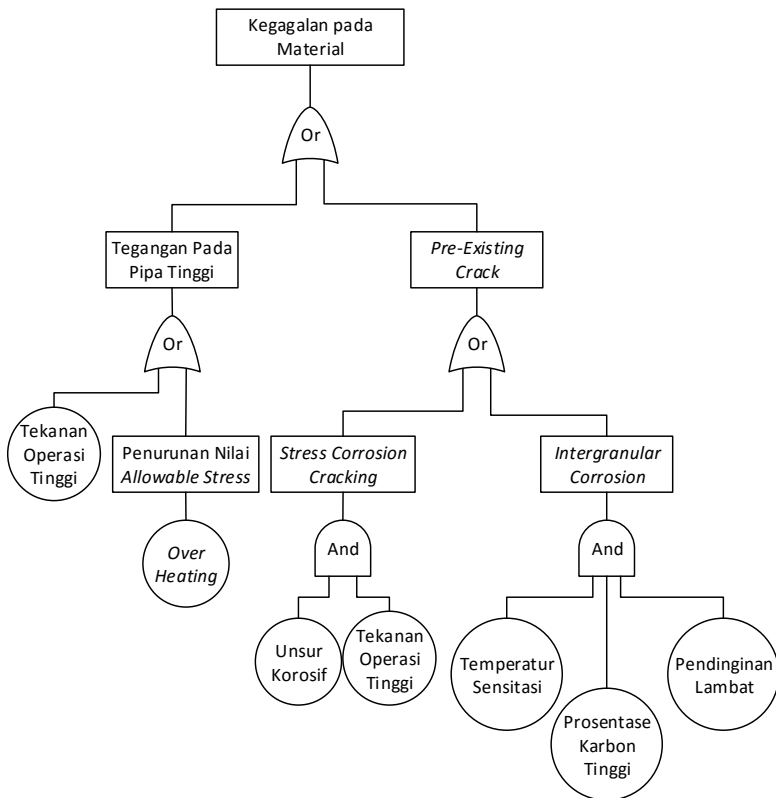 Kegagalan pada
Material
Or
Tegangan Pada
Pipa Tinggi
Pre-Existing
Crack
Or
Or
Tekanan
Operasi
Tinggi
Penurunan Nilai
Allowable Stress
Stress Corrosion
Cracking
Intergranular
Corrosion
Over
Heating
And
And
Unsur
Korosif
Tekanan
Operasi
Tinggi
Temperatur
Sensitasi
Prosentase
Karbon
Tinggi
Pendinginan
Lambat